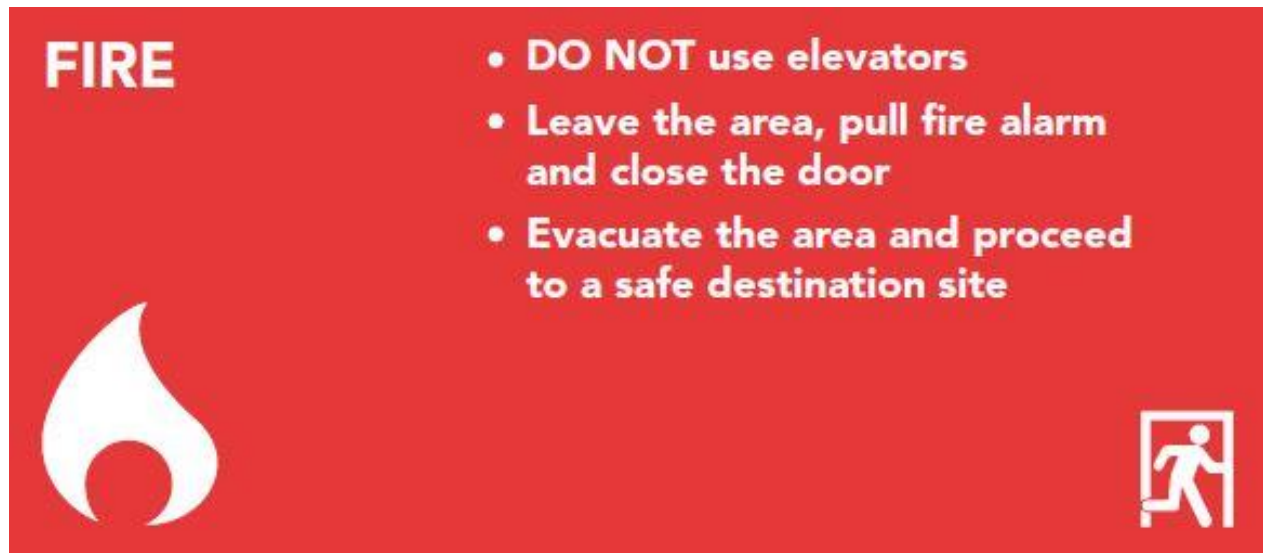 FIRE
• DO NOT use elevators
• Leave the area, pull fire alarm
and close the door
• Evacuate the area and proceed
to a safe destination site